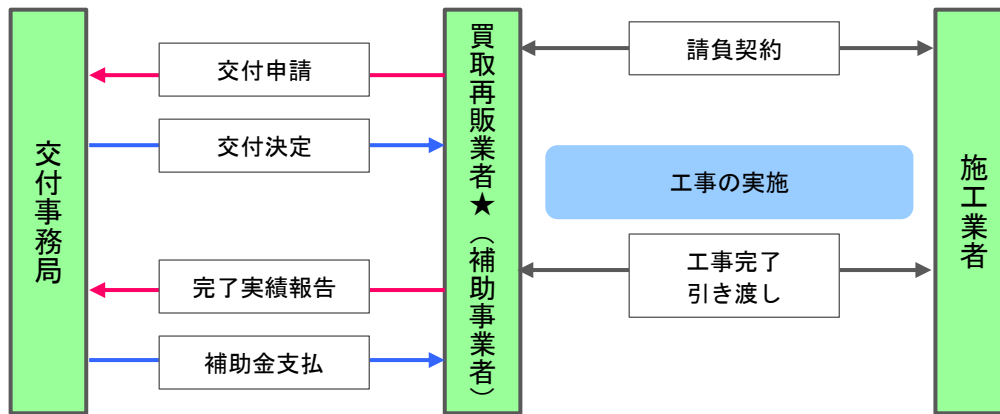 交付事務局
交付申請
交付決定
完了実績報告
補助金支払
買取再販業者★（補助事業者）
請負契約
工事の実施
工事完了
引き渡し
施工業者